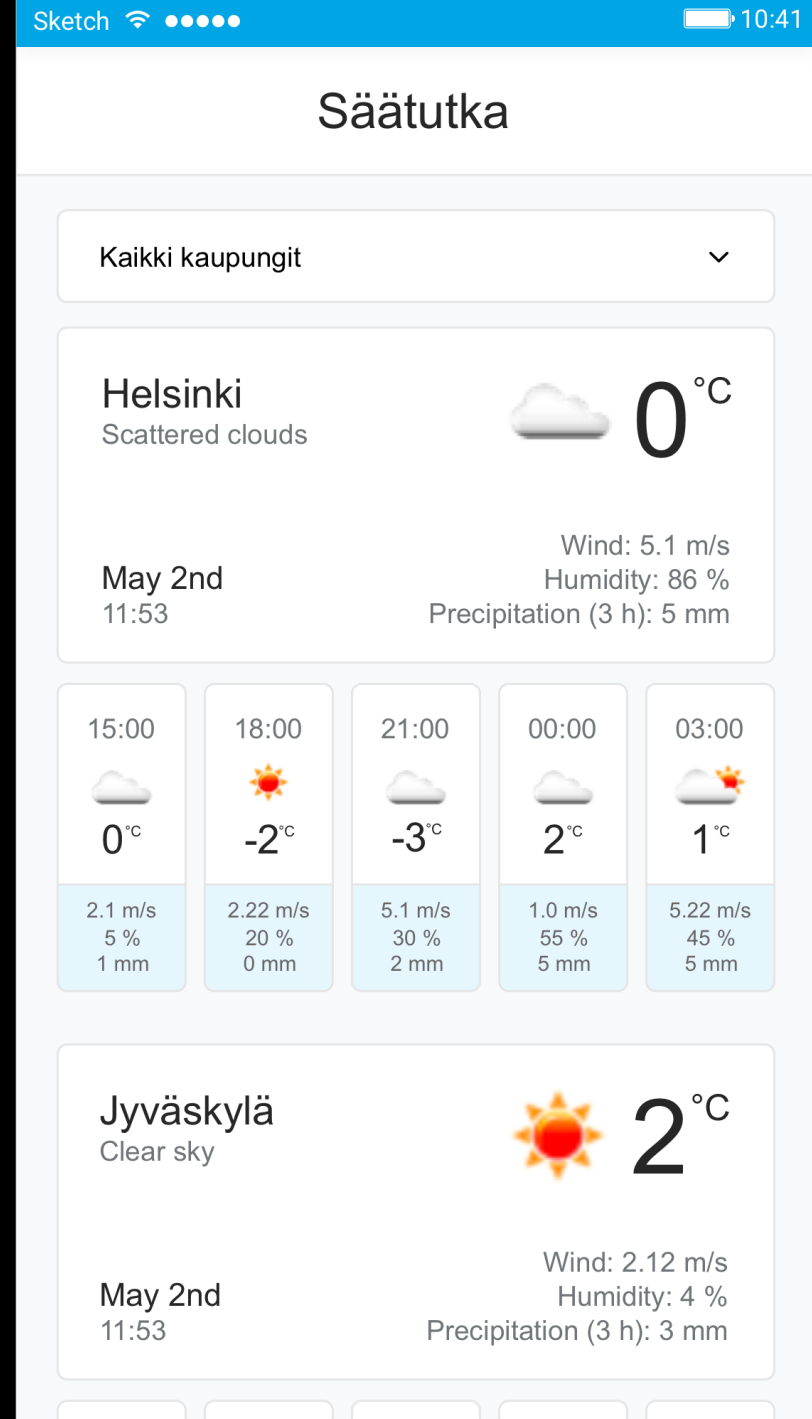 Sketch 10:41
Säätutka
Kaikki kaupungit
Helsinki
Scattered clouds
0 °C
May 2nd
11:53
Wind: 5.1 m/s
Humidity: 86 %
Precipitation (3 h): 5 mm
15:00
0°C
2.1 m/s
5 %
1 mm
18:00
-2°C
2.22 m/s
20 %
0 mm
21:00
-3°C
5.1 m/s
30 %
2 mm
00:00
2°C
1.0 m/s
55 %
5 mm
03:00
1°C
5.22 m/s
45 %
5 mm
Jyväskylä
Clear sky
2 °C
May 2nd
11:53
Wind: 2.12 m/s
Humidity: 4 %
Precipitation (3 h): 3 mm